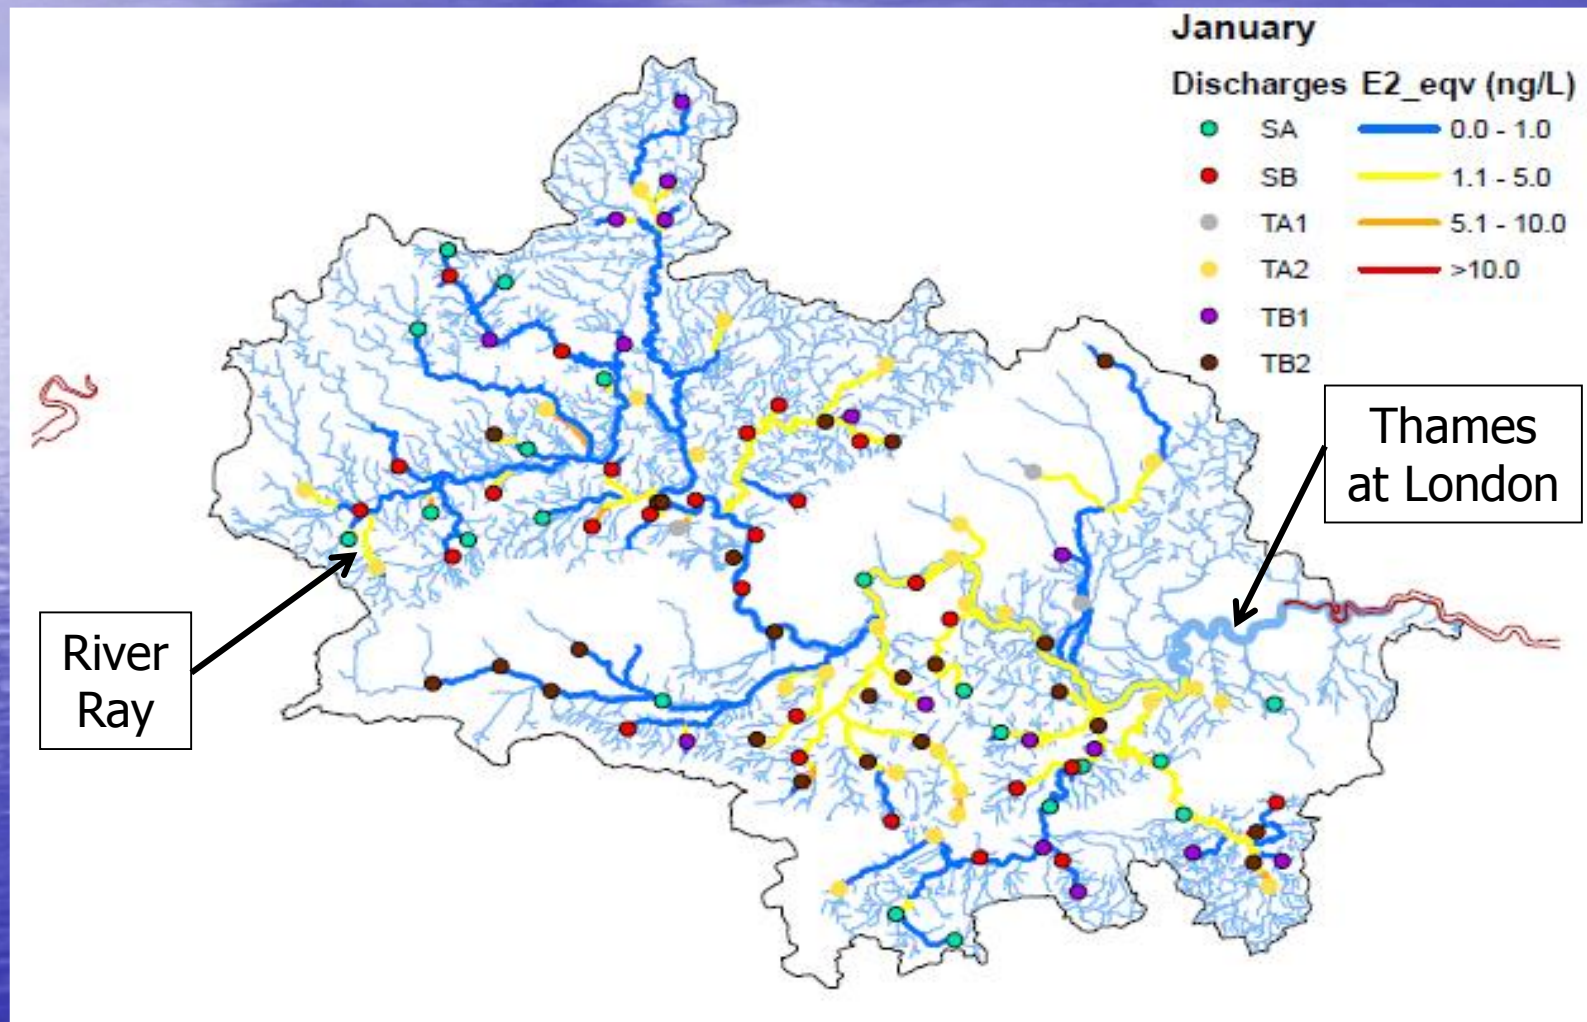 January
Discharges E2_eqv (ng/L)
SA 0.0 - 1.0
SB 1.1 - 5.0
TA1 5.1 - 10.0
TA2 >10.0
TB1
TB2
Thames
at London
River
Ray